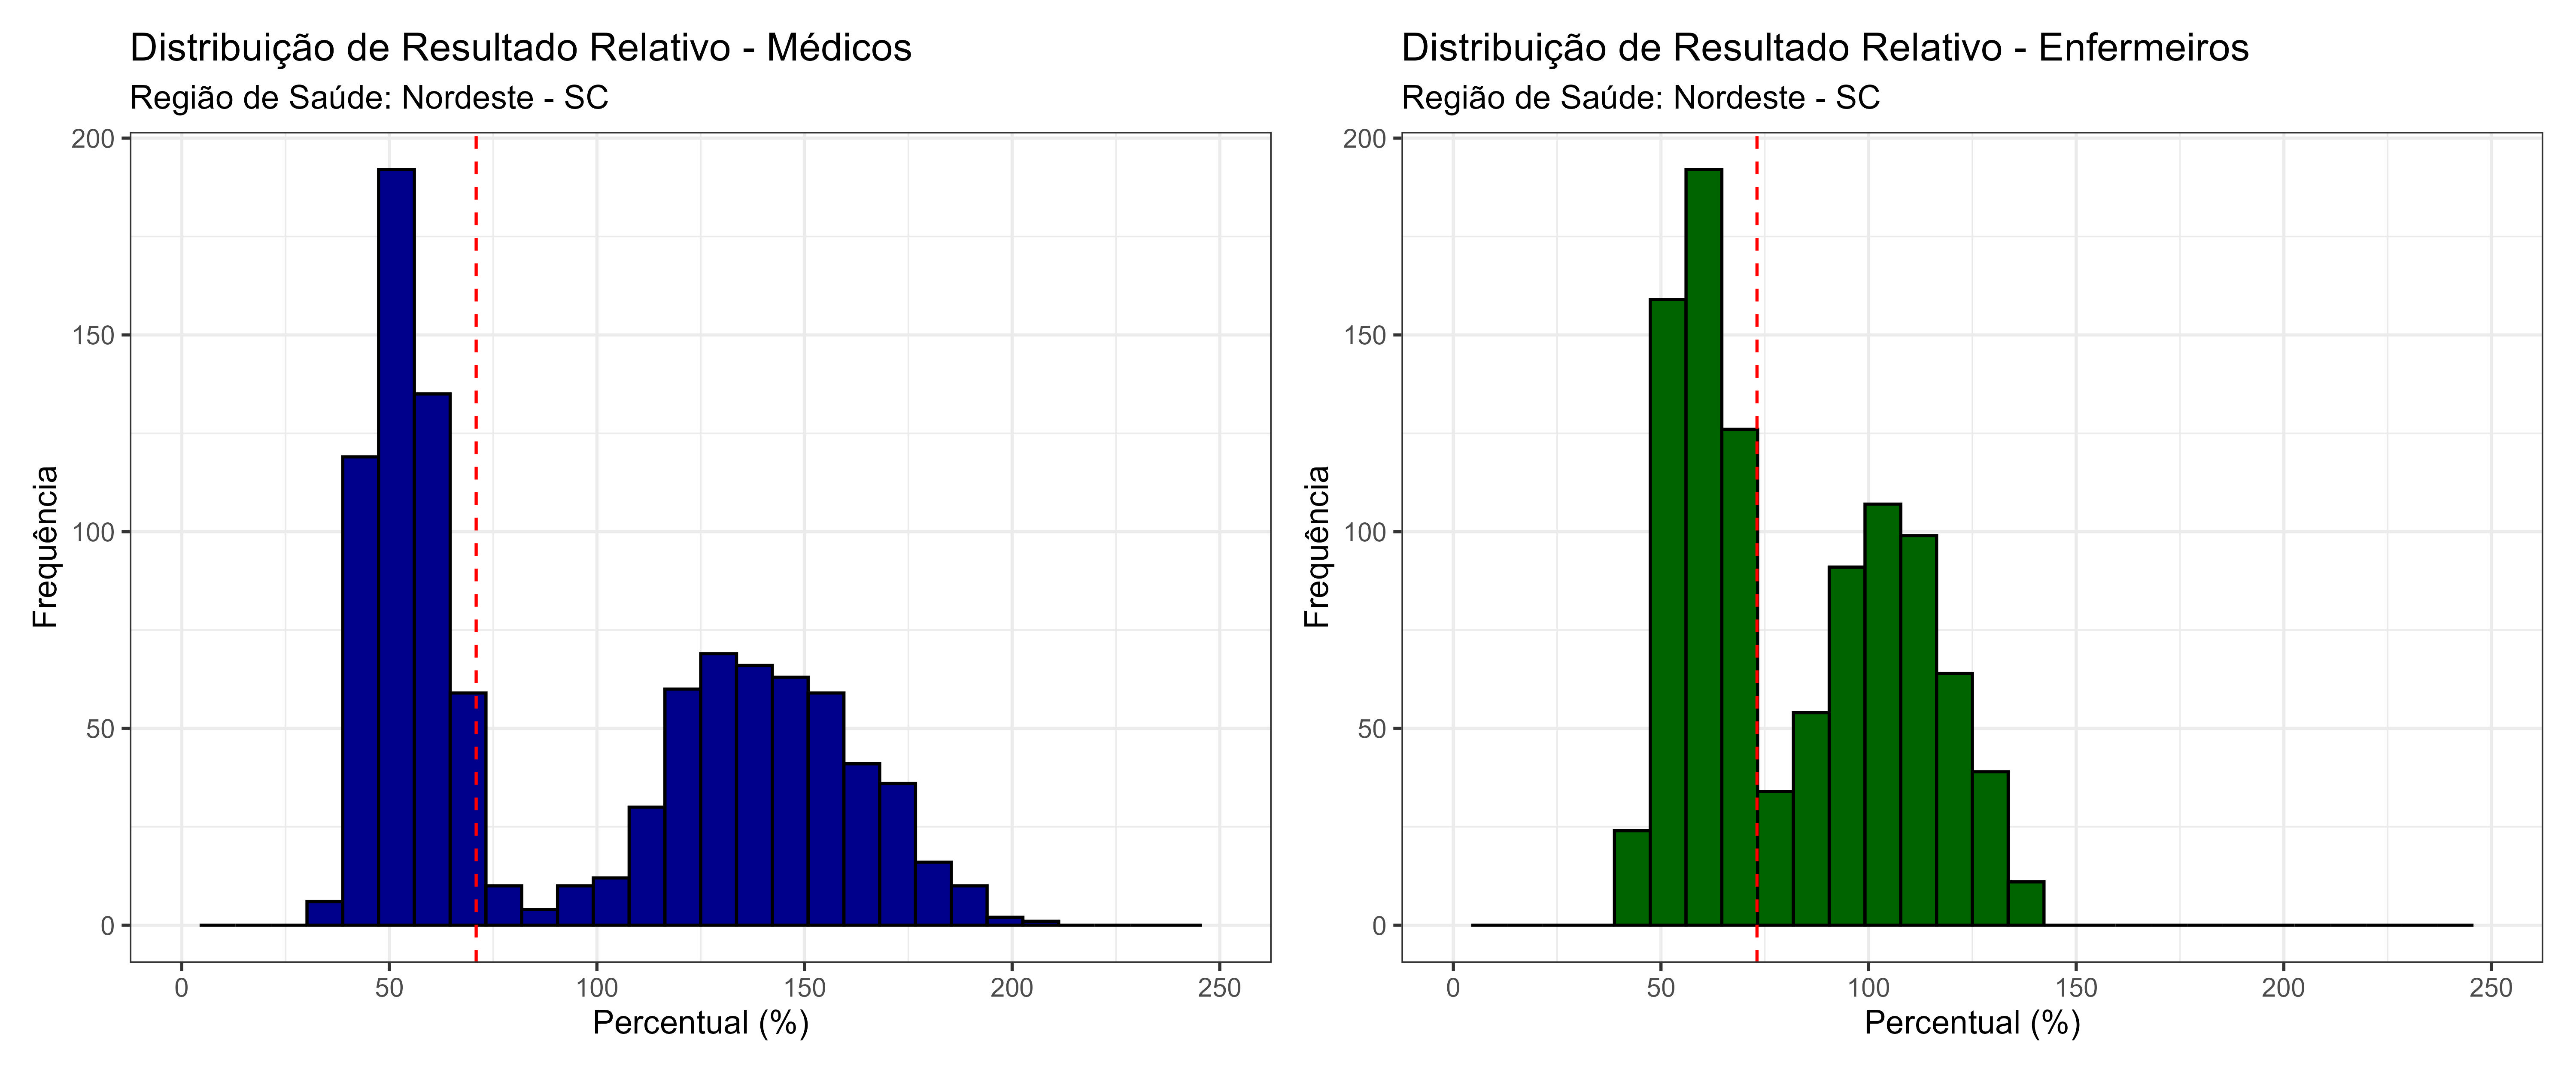 Distribuição de Resultado Relativo - Médicos
Região de Saúde: Nordeste - SC
200
150
100
50
0
Frequência
0 50 100 150 200 250
Percentual (%)
Distribuição de Resultado Relativo - Enfermeiros
Região de Saúde: Nordeste - SC
200
150
100
50
0
Frequência
0 50 100 150 200 250
Percentual (%)